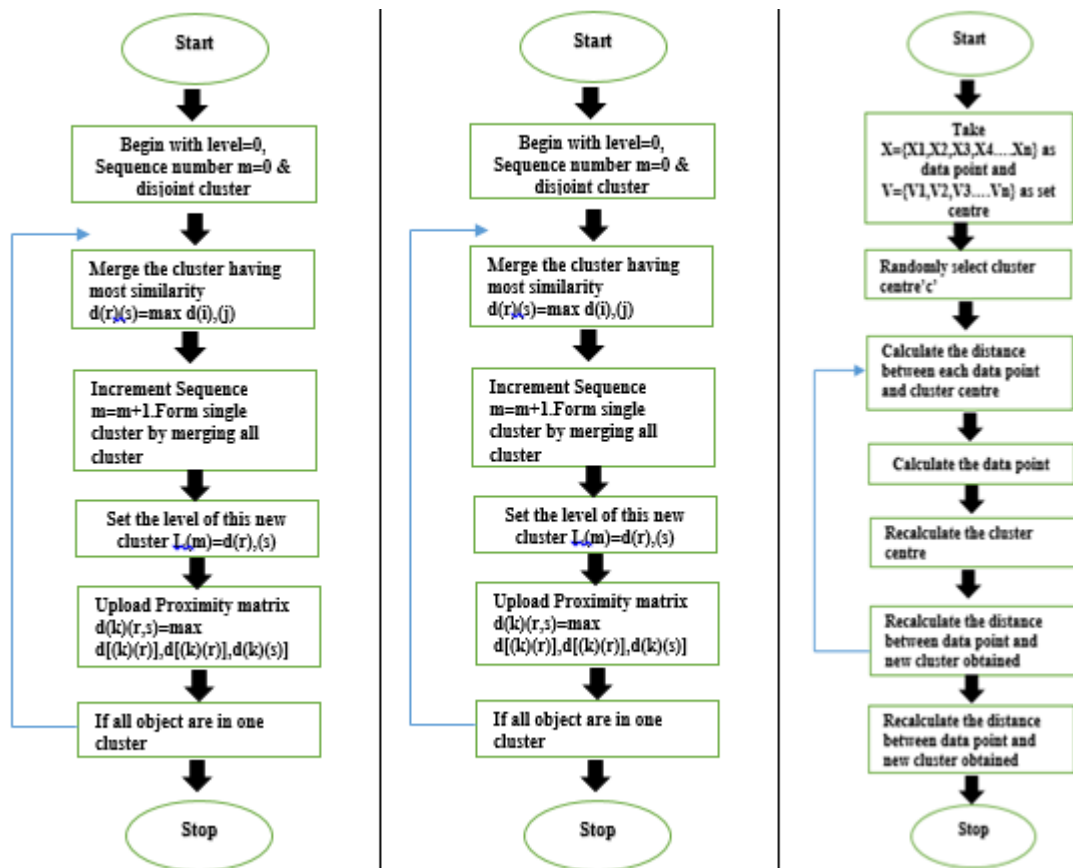 Start
Begin with level=0,
Sequence number m=0 &
disjoint cluster
Merge the cluster having
most similarity
d(r)(s)=max d(i),(j)
Increment Sequence
m=m+1.Form single
cluster by merging all
cluster
Set the level of this new
cluster L(m)=d(r),(s)
Upload Proximity matrix
d(k)(r,s)=max
d[(k)(r)],d[(k)(r)],d(k)(s)]
If all object are in one
cluster
Stop
Start
Begin with level=0,
Sequence number m=0 &
disjoint cluster
Merge the cluster having
most similarity
d(r)(s)=max d(i),(j)
Increment Sequence
m=m+1.Form single
cluster by merging all
cluster
Set the level of this new
cluster L(m)=d(r),(s)
Upload Proximity matrix
d(k)(r,s)=max
d[(k)(r)],d[(k)(r)],d(k)(s)]
If all object are in one
cluster
Stop
Start
Take
X={X1,X2,X3,X4....Xn} as
data point and
V={V1,V2,V3.....Vn} as set
centre
Randomly select cluster
centre'c'
Calculate the distance
between each data point
and cluster centre
Calculate the data point
Recalculate the cluster
centre
Recalculate the distance
between data point and
new cluster obtained
Recalculate the distance
between data point and
new cluster obtained
Stop